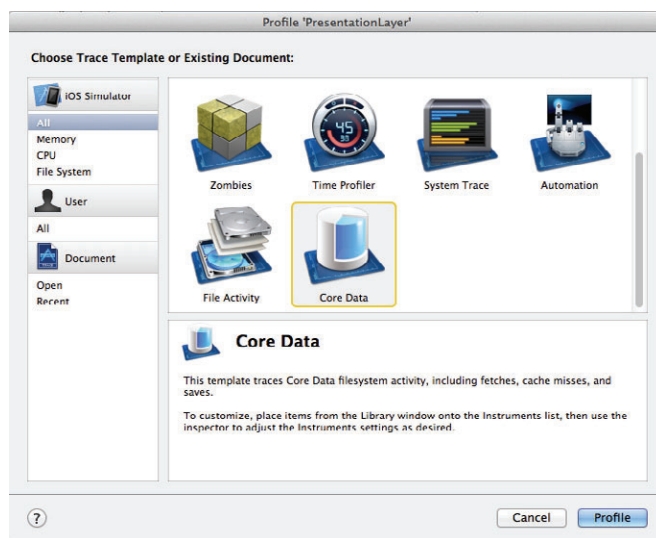 Profile 'PresentationLayer'
Choose Trace Template or Existing Document:
iOS Simulator
All
Memory
CPU
File System
User
All
Document
Open
Recent
45
Zombies
Time Profiler
System Trace
Automation
File Activity
Core Data
Core Data
This template traces Core Data filesystem activity, including fetches, cache misses, and
saves.
To customize, place items from the Library window onto the Instruments list, then use the
inspector to adjust the Instruments settings as desired.
?
Cancel
Profile